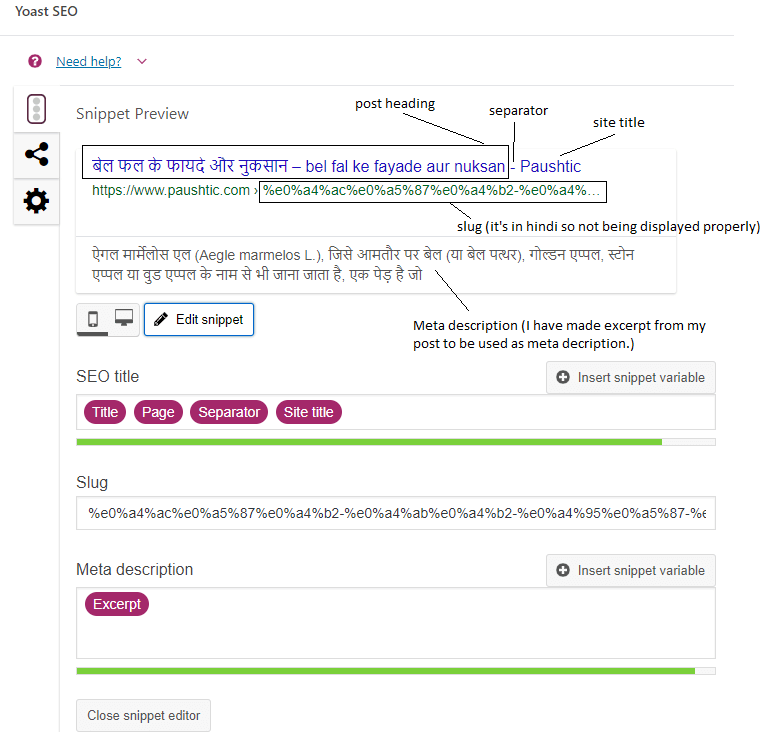 Yoast SEO
Need help?
Snippet Preview
post heading
separator
site title
बेल फल के फायदे और नुकसान – bel fal ke fayade aur nuksan - Paushtic
https://www.paushtic.com › %e0%a4%ac%e0%a5%87%e0%a4%b2-%e0%a4%...
slug (it's in hindi so not being displayed properly)
ऐगल मार्मेलोस एल (Aegle marmelos L.), जिसे आमतौर पर बेल (या बेल पत्थर), गोल्डन एप्पल, स्टोन
एप्पल या वुड एप्पल के नाम से भी जाना जाता है, एक पेड़ है जो
Edit snippet
Meta dcription (I have made excerpt from my
post to be used as meta decription.)
SEO title
Insert snippet variable
Title Page Separator Site title
Slug
%e0%a4%ac%e0%a5%87%e0%a4%b2-%e0%a4%ab%e0%a4%b2-%e0%a4%95%e0%a5%87-%e
Meta description
Insert snippet variable
Excerpt
Close snippet editor